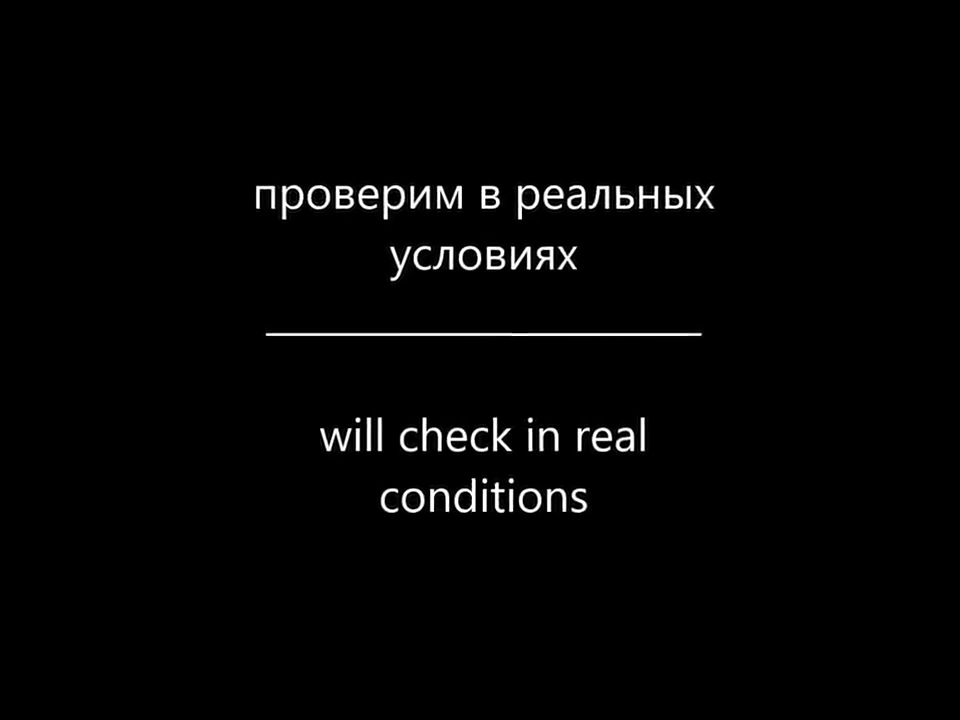 проверим в реальных
условиях
will check in real
conditions